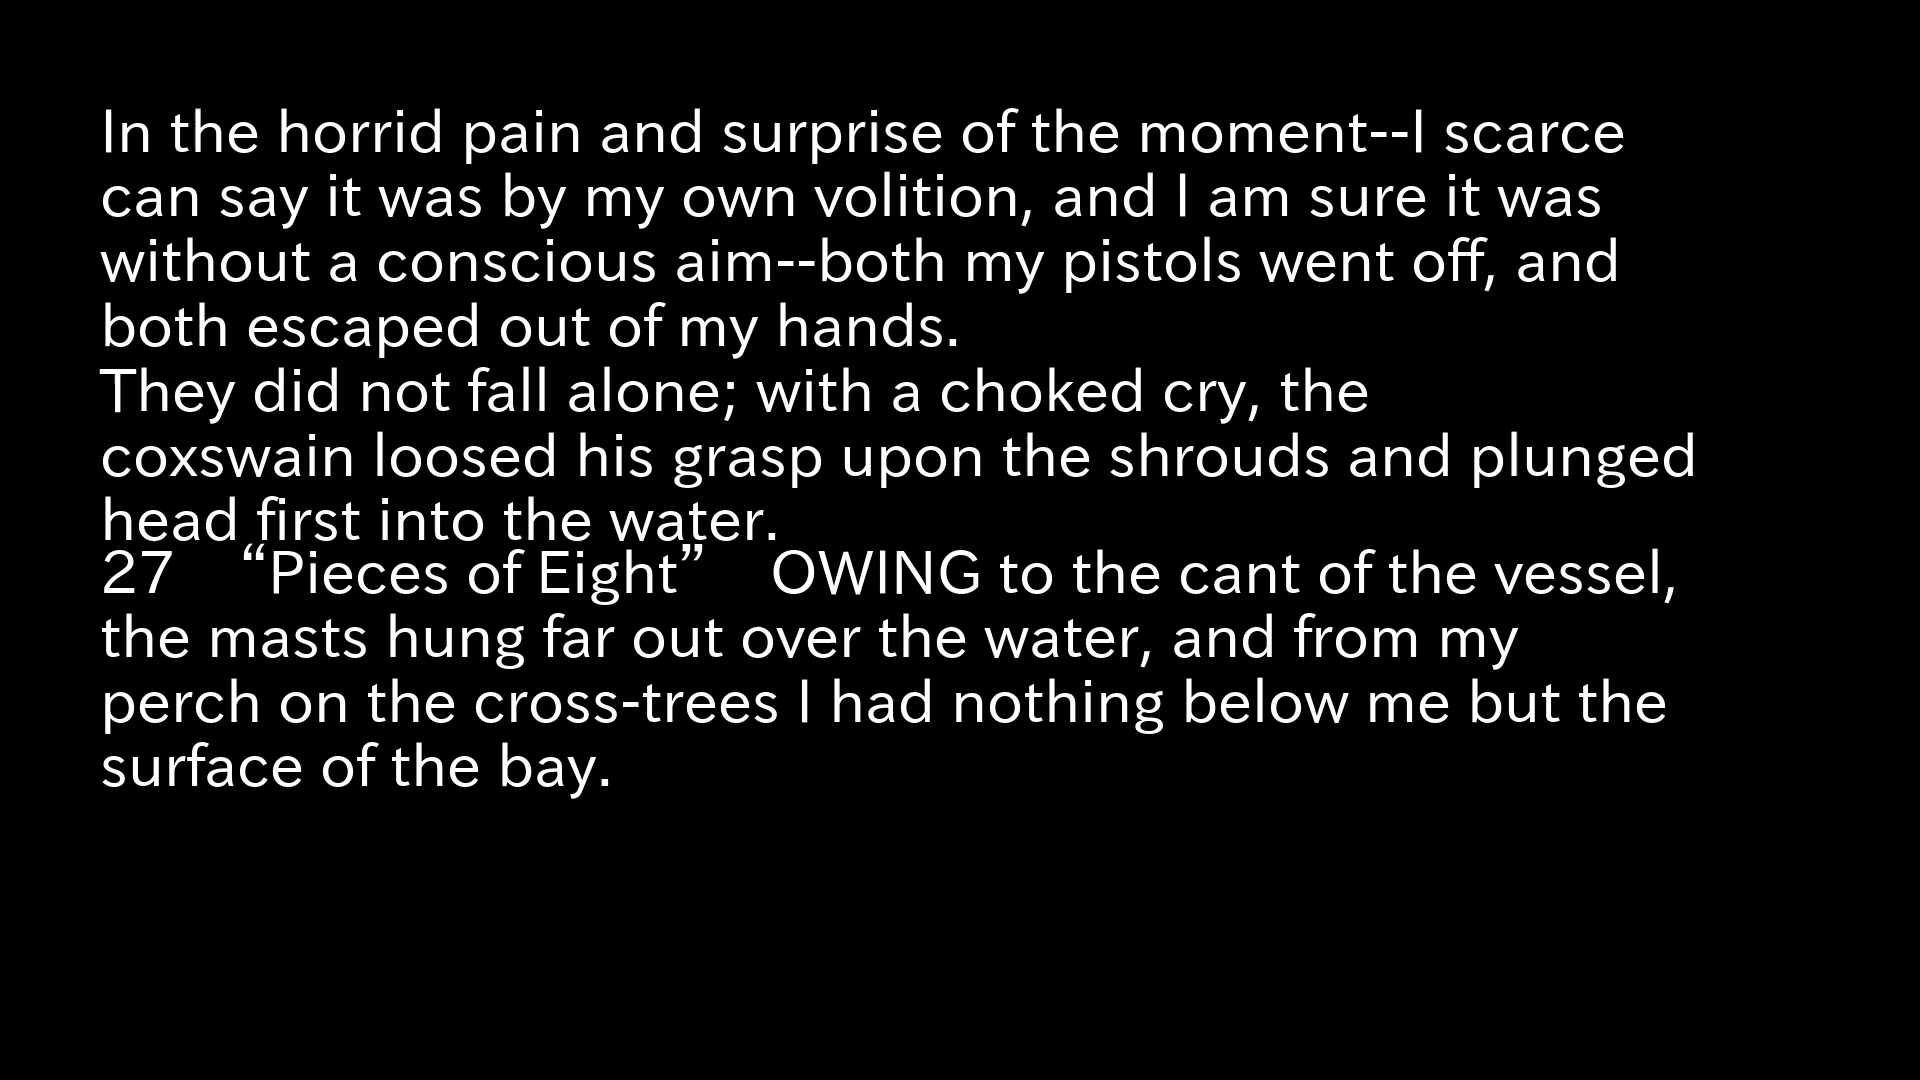 In the horrid pain and surprise of the moment--I scarce
can say it was by my own volition, and I am sure it was
without a conscious aim--both my pistols went off, and
both escaped out of my hands.
They did not fall alone; with a choked cry, the
coxswain loosed his grasp upon the shrouds and plunged
head first into the water.
27    “Pieces of Eight”    OWING to the cant of the vessel,
the masts hung far out over the water, and from my
perch on the cross-trees I had nothing below me but the
surface of the bay.